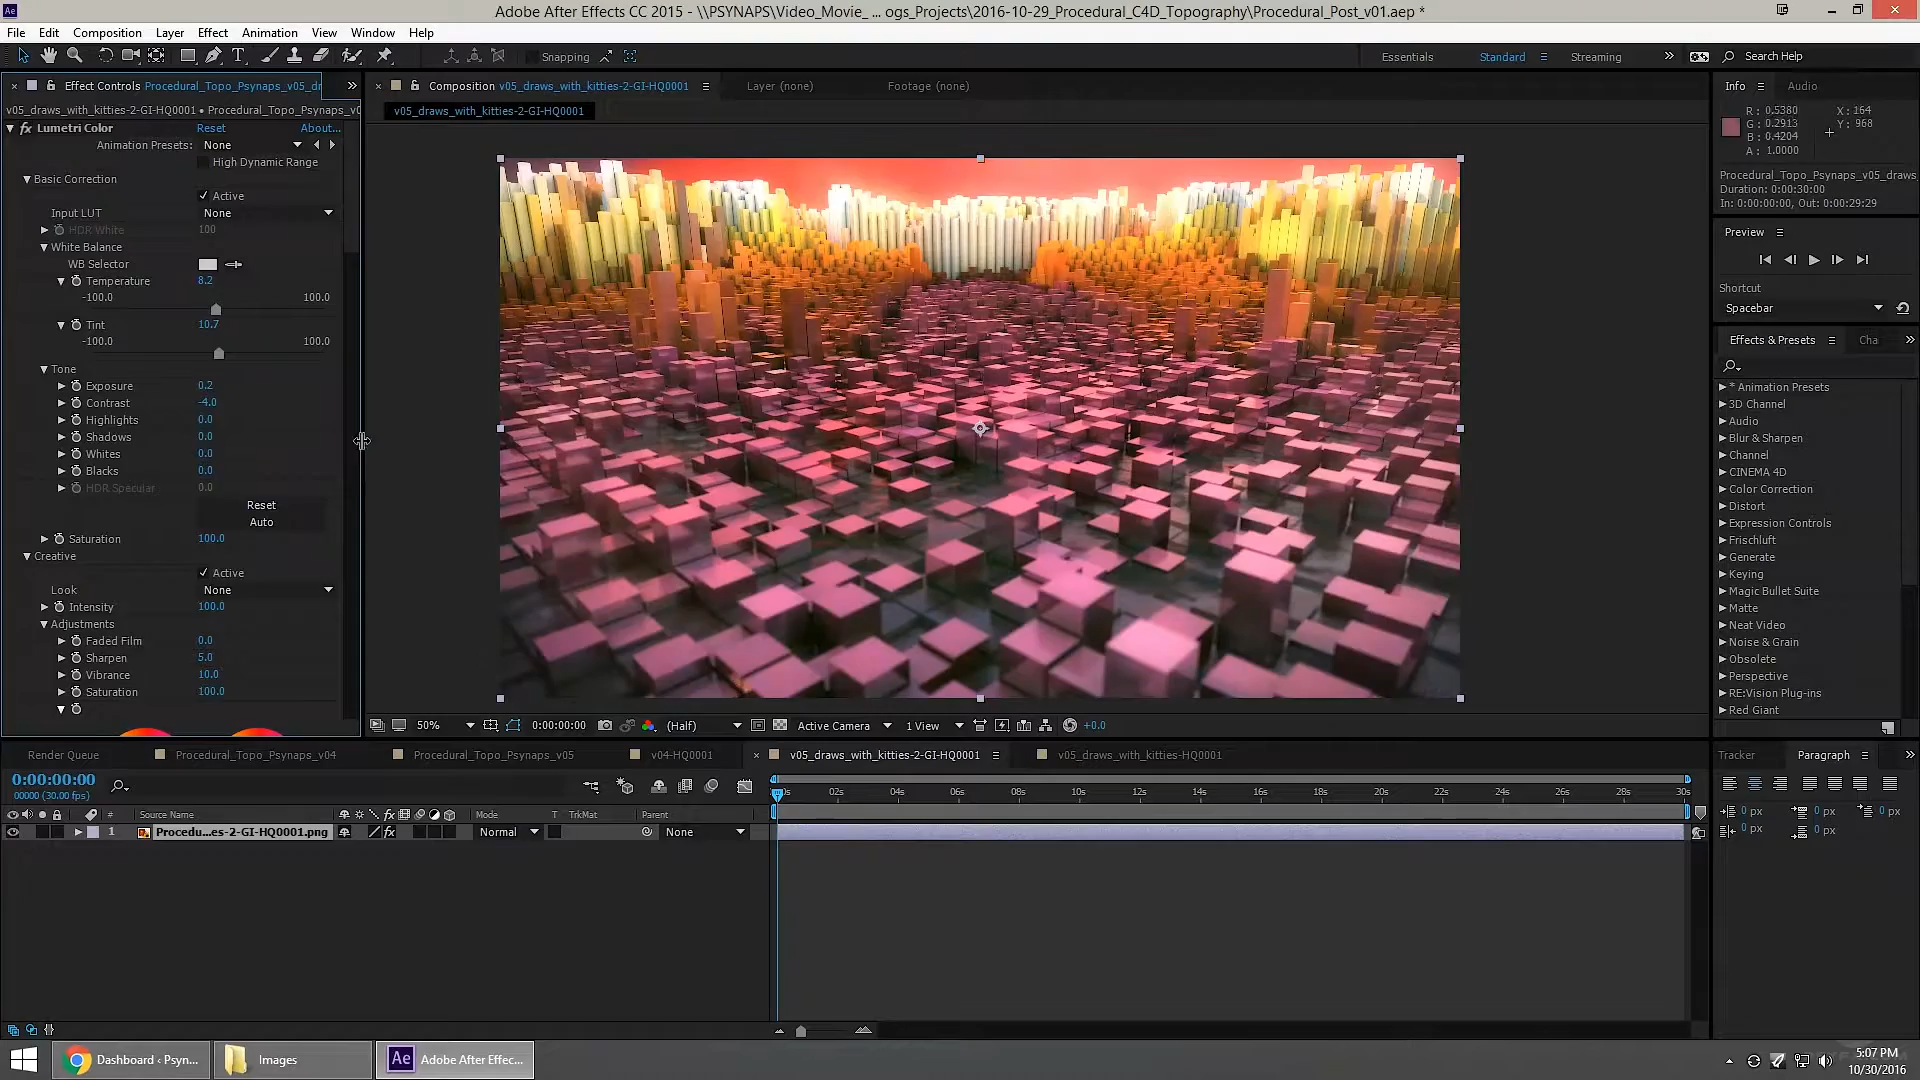 Ae Adobe After Effects CC 2015 - \\PSYNAPS\Video_Movie_ ... ogs_Projects\2016-10-29_Procedural_C4D_Topography\Procedural_Post_v01.aep *
File Edit Composition Layer Effect Animation View Window Help
Snapping Essentials Standard Streaming Search Help
Effect Controls Procedural_Topo_Psynaps_v05_dr
Composition v05_draws_with_kitties-2-GI-HQ0001 Layer (none) Footage (none)
Info Audio
v05_draws_with_kitties-2-GI-HQ0001 • Procedural_Topo_Psynaps_v0
v05_draws_with_kitties-2-GI-HQ0001
R: 0.5380 X: 164
G: 0.2913 Y: 968
B: 0.4204
A: 1.0000
fx Lumetri Color Reset About...
Animation Presets: None
High Dynamic Range
Basic Correction
Active
Input LUT None
HDR White 100
White Balance
WB Selector
Temperature 8.2
-100.0 100.0
Tint 10.7
-100.0 100.0
Tone
Exposure 0.2
Contrast -4.0
Highlights 0.0
Shadows 0.0
Whites 0.0
Blacks 0.0
HDR Specular 0.0
Reset
Auto
Saturation 100.0
Creative
Active
Look None
Intensity 100.0
Adjustments
Faded Film 0.0
Sharpen 5.0
Vibrance 10.0
Saturation 100.0
Procedural_Topo_Psynaps_v05_draws
Duration: 0:00:30:00
In: 0:00:00:00, Out: 0:00:29:29
Preview
Shortcut
Spacebar
Effects & Presets Cha
* Animation Presets
3D Channel
Audio
Blur & Sharpen
Channel
CINEMA 4D
Color Correction
Distort
Expression Controls
Frischluft
Generate
Keying
Magic Bullet Suite
Matte
Neat Video
Noise & Grain
Obsolete
Perspective
RE:Vision Plug-ins
Red Giant
50% 0:00:00:00 (Half) Active Camera 1 View +0.0
Render Queue Procedural_Topo_Psynaps_v04 Procedural_Topo_Psynaps_v05 v04-HQ0001 v05_draws_with_kitties-2-GI-HQ0001 v05_draws_with_kitties-HQ0001
Tracker Paragraph
0:00:00:00
00000 (30.00 fps)
02s 04s 06s 08s 10s 12s 14s 16s 18s 20s 22s 24s 26s 28s 30s
# Source Name fx Mode T TrkMat Parent
1 Procedu...es-2-GI-HQ0001.png fx Normal None
0 px 0 px 0 px
0 px 0 px
Dashboard ‹ Psyn... Images Ae Adobe After Effec...
5:07 PM
10/30/2016